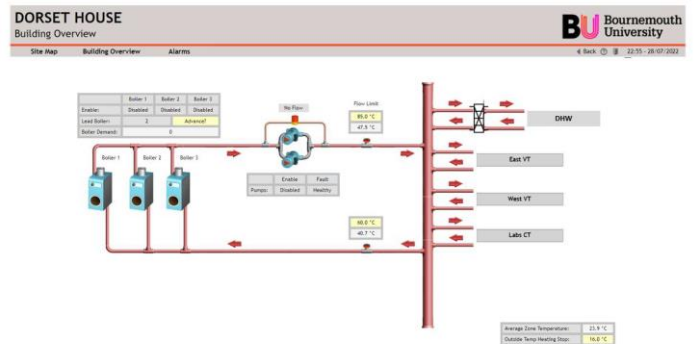 DORSET HOUSE
Building Overview
BU Bournemouth University
Site Map Building Overview Alarms
Back 22:55 - 28/07/2022
Boiler 1 Boiler 2 Boiler 3
Enable: Disabled Disabled Disabled
Lead Boiler: 2 Advance?
Boiler Demand: 0
No Flow
Flow Limit
85.0 °C
47.5 °C
DHW
Boiler 1 Boiler 2 Boiler 3
East VT
Enable Fault
Pumps: Disabled Healthy
West VT
60.0 °C
40.7 °C
Labs CT
Average Zone Temperature: 23.9 °C
Outside Temp Heating Stop: 16.0 °C